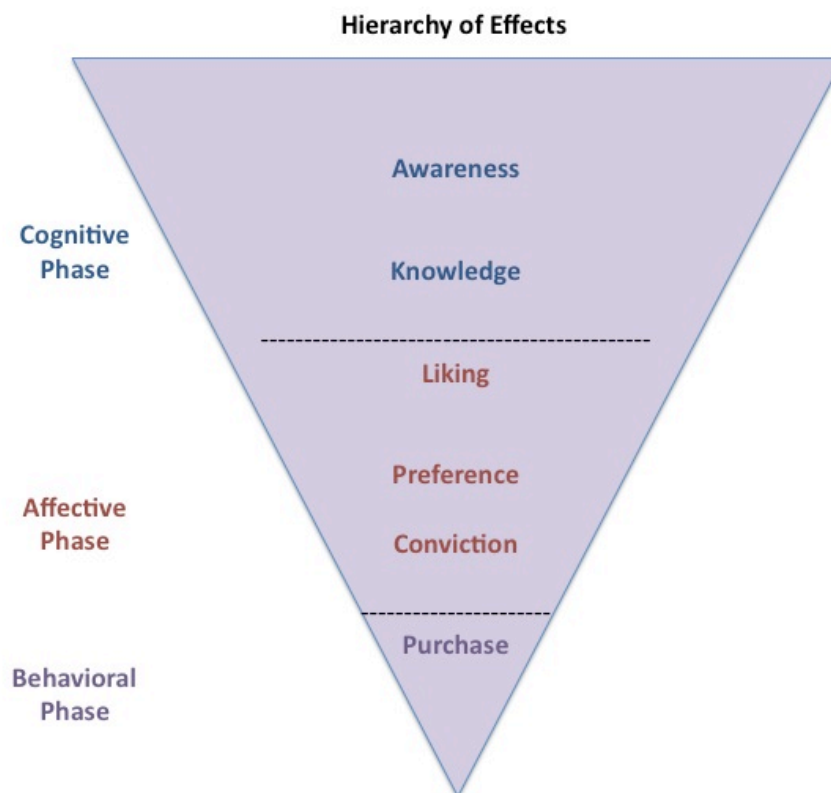 Hierarchy of Effects
Awareness
Cognitive
Phase
Knowledge
Liking
Preference
Affective
Phase
Conviction
Purchase
Behavioral
Phase